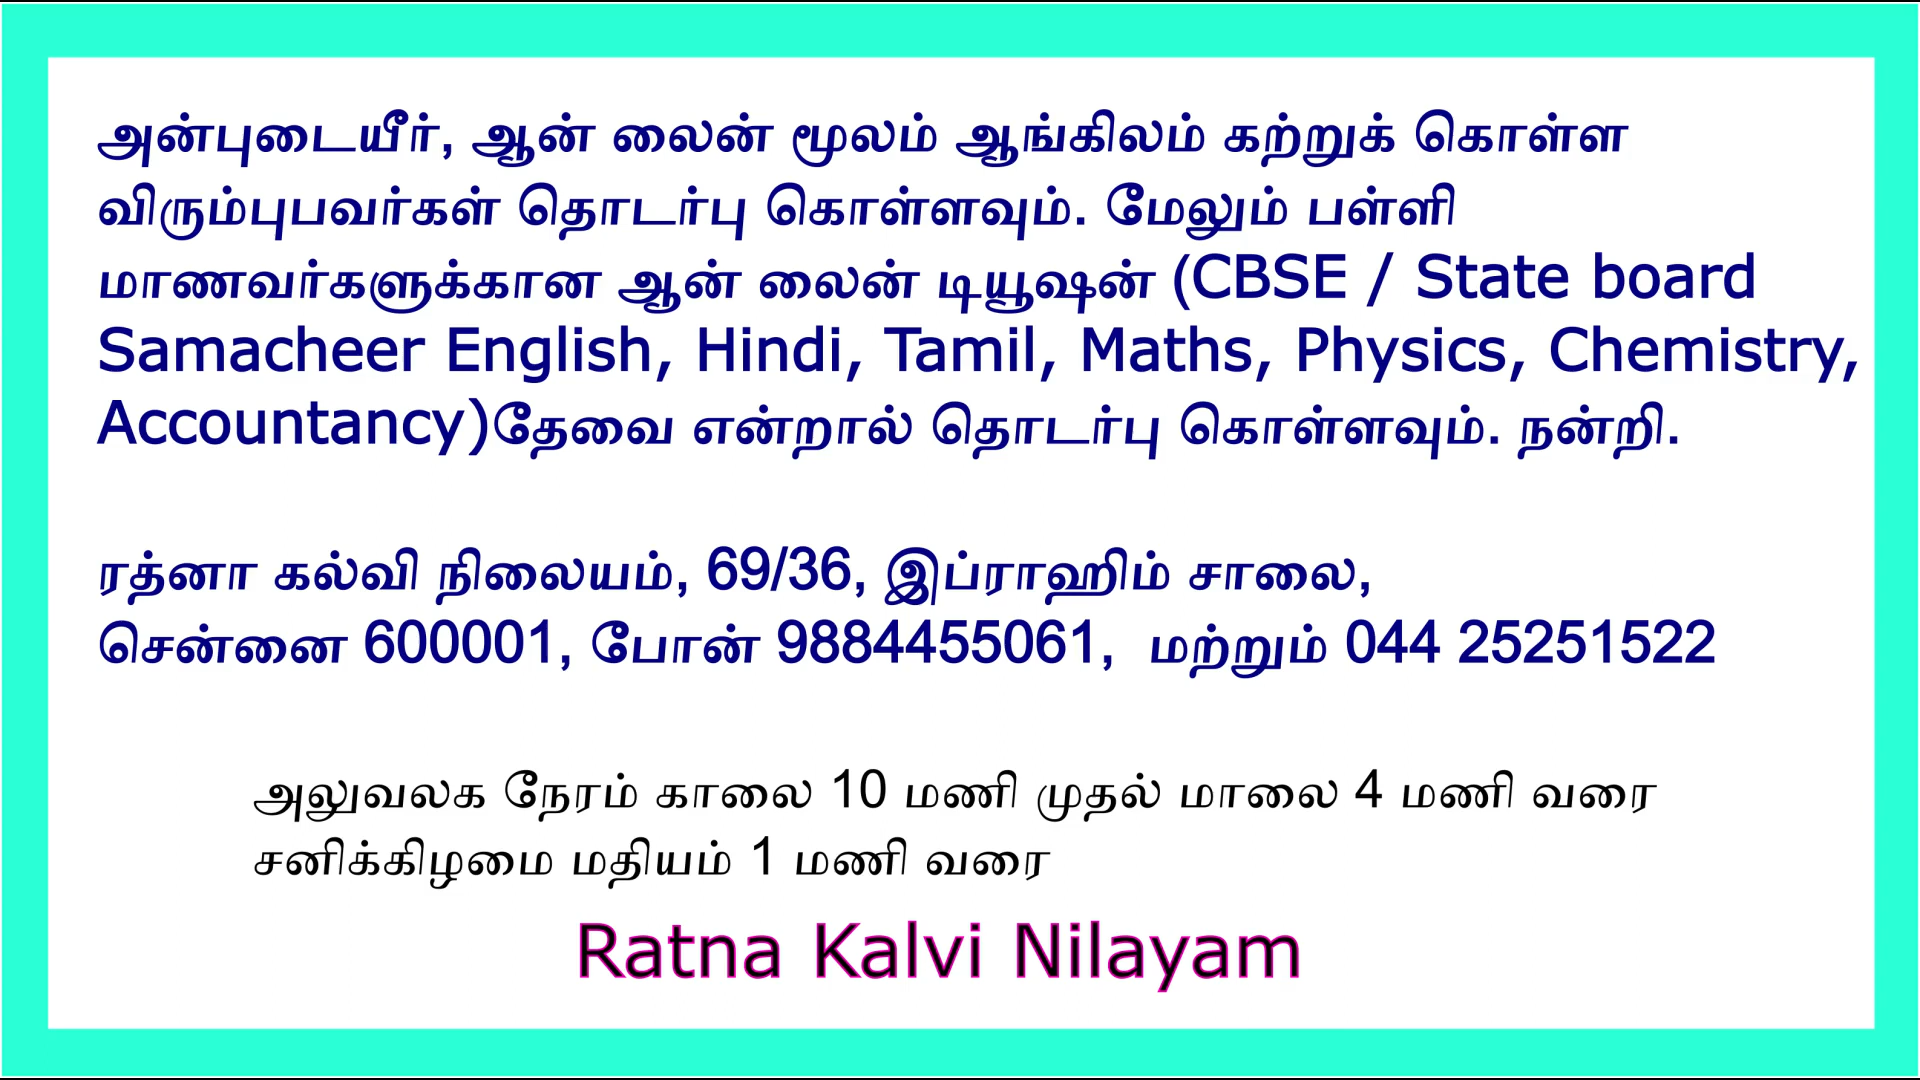 அன்புடையீர், ஆன் லைன் மூலம் ஆங்கிலம் கற்றுக் கொள்ள
விரும்புபவர்கள் தொடர்பு கொள்ளவும். மேலும் பள்ளி
மாணவர்களுக்கான ஆன் லைன் டியூஷன் (CBSE / State board
Samacheer English, Hindi, Tamil, Maths, Physics, Chemistry,
Accountancy)தேவை என்றால் தொடர்பு கொள்ளவும். நன்றி.
ரத்னா கல்வி நிலையம், 69/36, இப்ராஹிம் சாலை,
சென்னை 600001, போன் 9884455061, மற்றும் 044 25251522
அலுவலக நேரம் காலை 10 மணி முதல் மாலை 4 மணி வரை
சனிக்கிழமை மதியம் 1 மணி வரை
Ratna Kalvi Nilayam